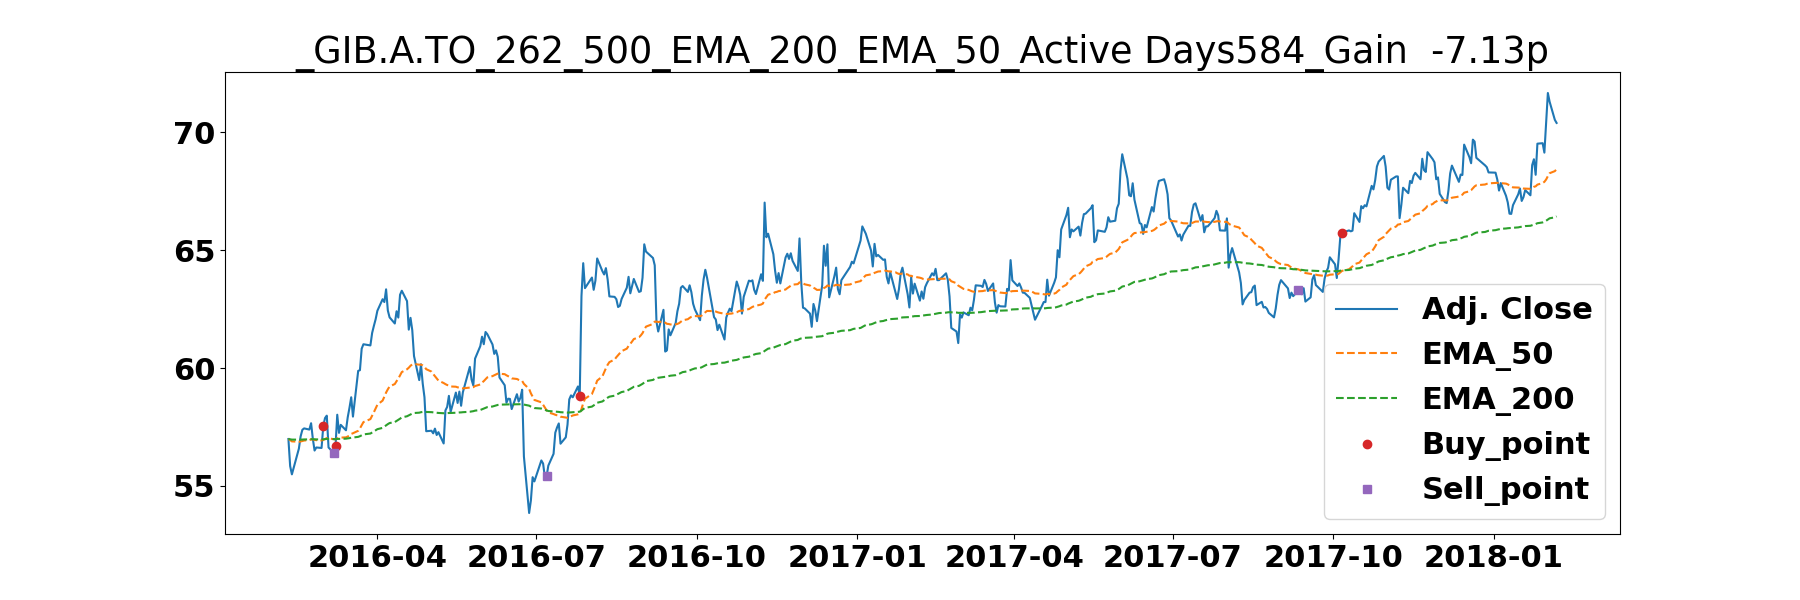 _GIB.A.TO_262_500_EMA_200_EMA_50_Active Days584_Gain  -7.13p
70
65
60
55
Adj. Close
EMA_50
EMA_200
Buy_point
Sell_point
2016-04 2016-07 2016-10 2017-01 2017-04 2017-07 2017-10 2018-01